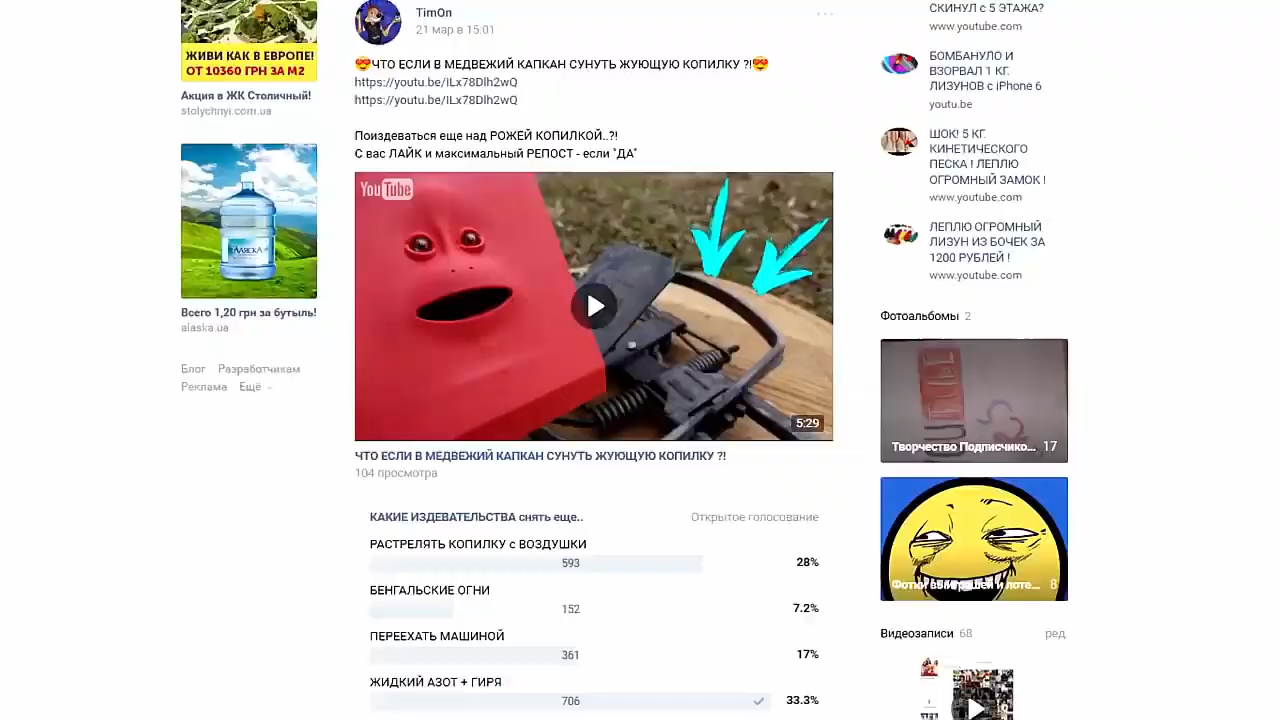 ЖИВИ КАК В ЕВРОПЕ!
ОТ 10360 ГРН ЗА М2
Акция в ЖК Столичный!
stolychnyi.com.ua
АЛЯСКА
Всего 1,20 грн за бутыль!
alaska.ua
Блог Разработчикам
Реклама Ещё
TimOn
21 мар в 15:01
ЧТО ЕСЛИ В МЕДВЕЖИЙ КАПКАН СУНУТЬ ЖУЮЩУЮ КОПИЛКУ ?!
https://youtu.be/ILx78Dlh2wQ
https://youtu.be/ILx78Dlh2wQ
Поиздеваться еще над РОЖЕЙ КОПИЛКОЙ..?!
С вас ЛАЙК и максимальный РЕПОСТ - если "ДА"
YouTube
5:29
ЧТО ЕСЛИ В МЕДВЕЖИЙ КАПКАН СУНУТЬ ЖУЮЩУЮ КОПИЛКУ ?!
104 просмотра
КАКИЕ ИЗДЕВАТЕЛЬСТВА снять еще.. Открытое голосование
РАСТРЕЛЯТЬ КОПИЛКУ с ВОЗДУШКИ
593 28%
БЕНГАЛЬСКИЕ ОГНИ
152 7.2%
ПЕРЕЕХАТЬ МАШИНОЙ
361 17%
ЖИДКИЙ АЗОТ + ГИРЯ
706 33.3%
СКИНУЛ с 5 ЭТАЖА?
www.youtube.com
БОМБАНУЛО И
ВЗОРВАЛ 1 КГ.
ЛИЗУНОВ с iPhone 6
youtu.be
ШОК! 5 КГ.
КИНЕТИЧЕСКОГО
ПЕСКА ! ЛЕПЛЮ
ОГРОМНЫЙ ЗАМОК !
www.youtube.com
ЛЕПЛЮ ОГРОМНЫЙ
ЛИЗУН ИЗ БОЧЕК ЗА
1200 РУБЛЕЙ !
www.youtube.com
Фотоальбомы 2
Творчество Подписчико... 17
Фотки выигрышей и лоте... 8
Видеозаписи 68 ред.